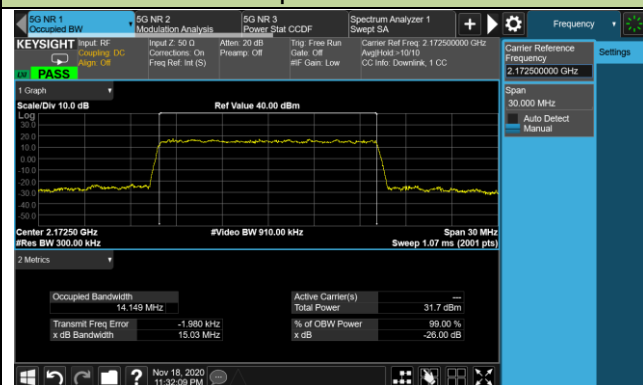 5G NR 1
Occupied BW
5G NR 2
Modulation Analysis
5G NR 3
Power Stat CCDF
Spectrum Analyzer 1
Swept SA
Frequency
KEYSIGHT
Input: RF
Coupling: DC
Align: Off
Input Z: 50 Ω
Corrections: On
Freq Ref: Int (S)
Atten: 20 dB
Preamp: Off
Trig: Free Run
Gate: Off
#IF Gain: Low
Carrier Ref Freq: 2.172500000 GHz
Avg|Hold:>10/10
CC Info: Downlink, 1 CC
LXI
PASS
Carrier Reference
Frequency
2.172500000 GHz
Settings
Span
30.000 MHz
Auto Detect
Manual
1 Graph
Scale/Div 10.0 dB
Ref Value 40.00 dBm
Log
30.0
20.0
10.0
0.00
-10.0
-20.0
-30.0
-40.0
-50.0
Center 2.17250 GHz
#Video BW 910.00 kHz
Span 30 MHz
#Res BW 300.00 kHz
Sweep 1.07 ms (2001 pts)
2 Metrics
Occupied Bandwidth
14.149 MHz
Active Carrier(s)
---
Total Power
31.7 dBm
Transmit Freq Error
-1.980 kHz
% of OBW Power
99.00 %
x dB Bandwidth
15.03 MHz
x dB
-26.00 dB
?
Nov 18, 2020
11:32:09 PM